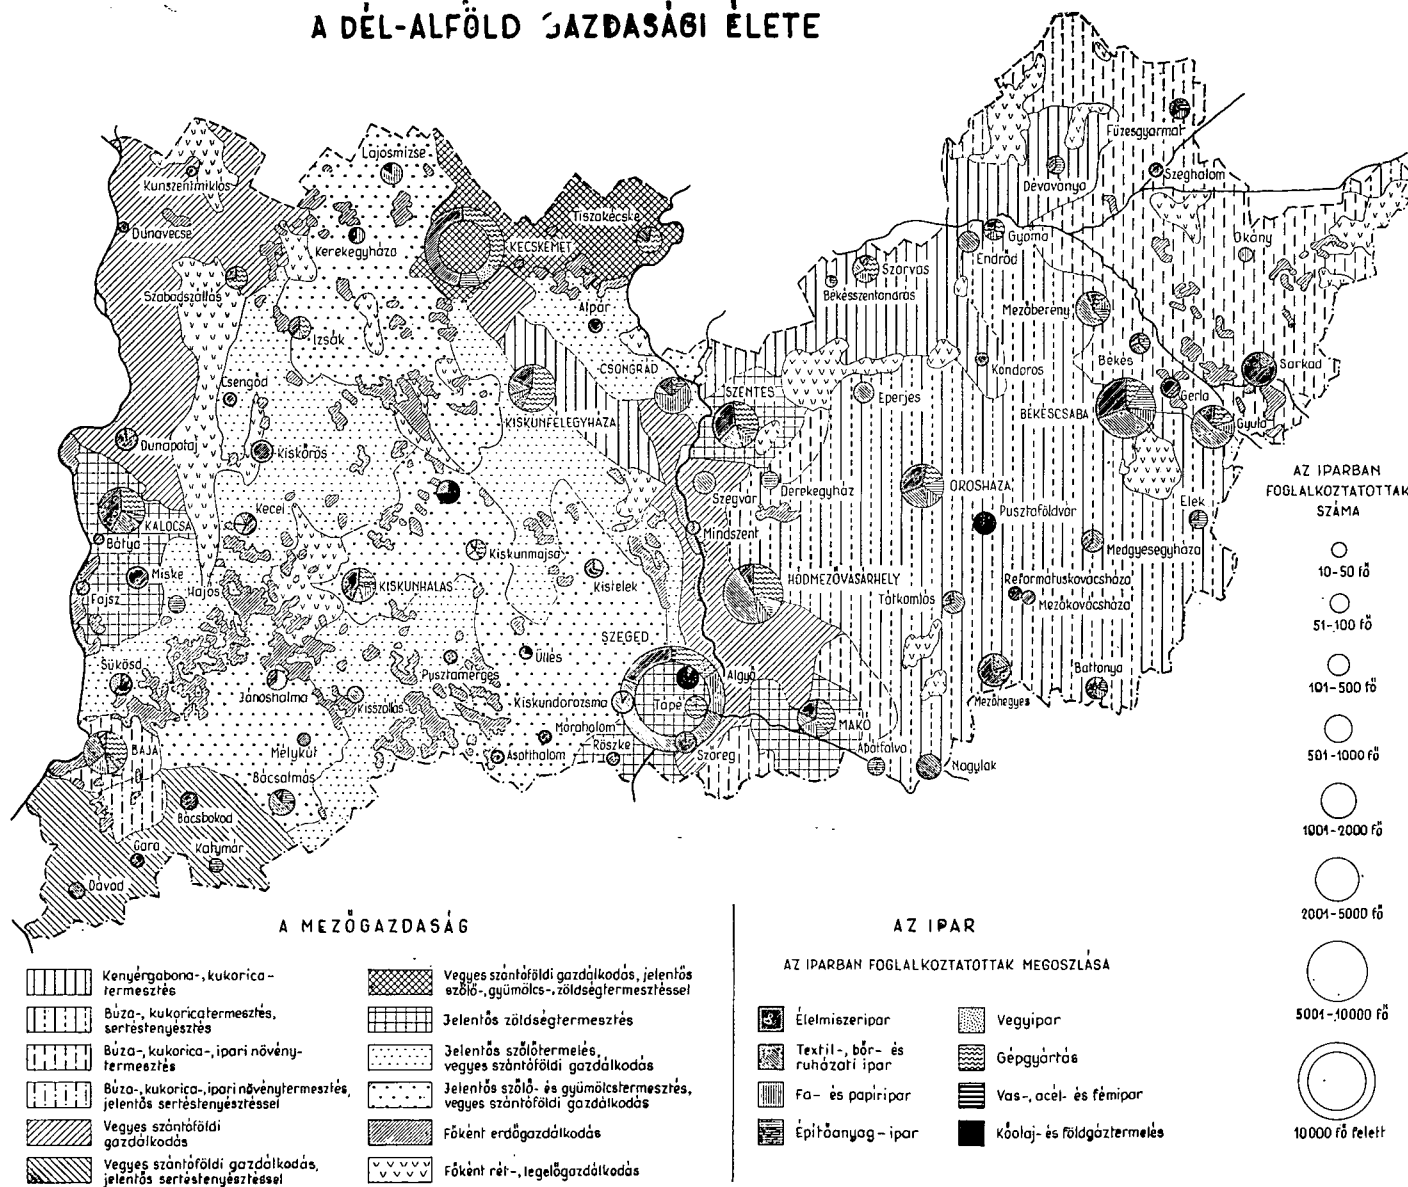 A DÉL-ALFÖLD GAZDASÁGI ÉLETE
Lajosmizse
Kunszentmiklós
Dunavecse
Kerekegyháza
KECSKEMÉT
Tiszakécske
Szabadszállás
Izsák
Alpár
Csengőd
CSONGRÁD
KISKUNFÉLEGYHÁZA
Dunapataj
Kiskőrös
KALOCSA
Kecel
Bátya
Miske
Hajós
Fajsz
KISKUNHALAS
Kiskunmajsa
Kistelek
SZEGED
Sükösd
Jánoshalma
Kisszállás
Pusztamérges
Üllés
Kiskundorozsma
Algyő
Tápé
Mórahalom
Ásotthalom
Röszke
Szőreg
BAJA
Mélykút
Bácsalmás
Bácsbokod
Gara
Katymár
Dávod
Füzesgyarmat
Szeghalom
Dévaványa
Gyoma
Endrőd
Okány
Szarvas
Békésszentandrás
Mezőberény
Békés
Sarkad
Kondoros
SZENTES
Eperjes
BÉKÉSCSABA
Gerla
Gyula
Szegvár
Derekegyház
OROSHÁZA
Pusztaföldvár
Elek
Mindszent
Medgyesegyháza
HÓDMEZŐVÁSÁRHELY
Tótkomlós
Reformátuskovácsháza
Mezőkovácsháza
Mezőhegyes
Battonya
MAKÓ
Apátfalva
Nagylak
AZ IPARBAN
FOGLALKOZTATOTTAK
SZÁMA
10-50 fő
51-100 fő
101-500 fő
501-1000 fő
1001-2000 fő
2001-5000 fő
5001-10000 fő
10000 fő felett
A MEZŐGAZDASÁG
Kenyérgabona-, kukorica-
termesztés
Búza-, kukoricatermesztés,
sertéstenyésztés
Búza-, kukorica-, ipari növény-
termesztés
Búza-, kukorica-, ipari növénytermesztés,
jelentős sertéstenyésztéssel
Vegyes szántóföldi
gazdálkodás
Vegyes szántóföldi gazdálkodás,
jelentős sertéstenyésztéssel
Vegyes szántóföldi gazdálkodás, jelentős
szőlő-, gyümölcs-, zöldségtermesztéssel
Jelentős zöldségtermesztés
Jelentős szőlőtermelés,
vegyes szántóföldi gazdálkodás
Jelentős szőlő- és gyümölcstermesztés,
vegyes szántóföldi gazdálkodás
Főként erdőgazdálkodás
Főként rét-, legelőgazdálkodás
AZ IPAR
AZ IPARBAN FOGLALKOZTATOTTAK MEGOSZLÁSA
Élelmiszeripar
Textil-, bőr- és
ruházati ipar
Fa- és papíripar
Építőanyag-ipar
Vegyipar
Gépgyártás
Vas-, acél- és fémipar
Kőolaj- és földgáztermelés